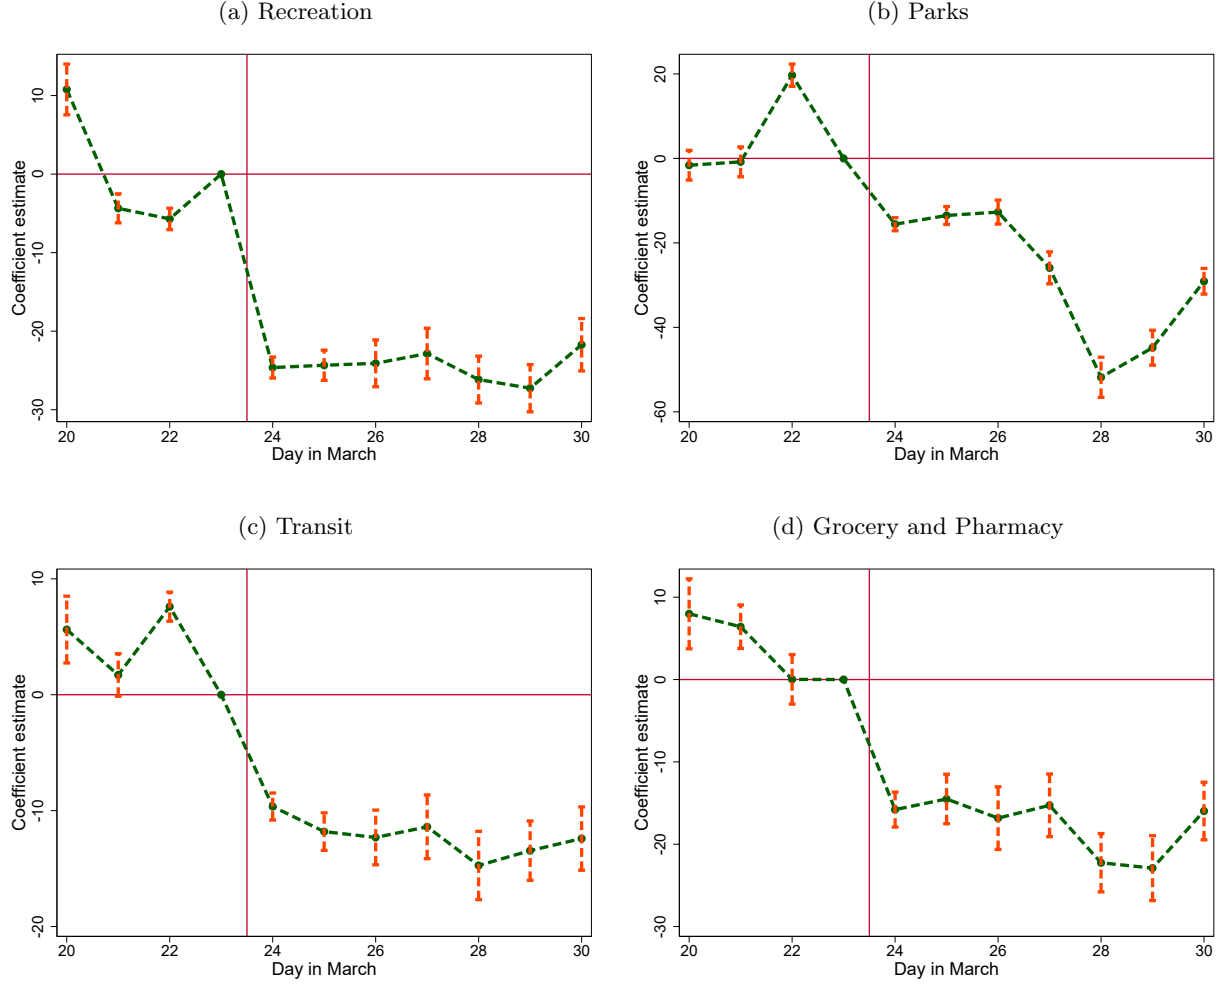 (a) Recreation
Coefficient estimate
10
0
-10
-20
-30
20 22 24 26 28 30
Day in March
(b) Parks
Coefficient estimate
20
0
-20
-40
-60
20 22 24 26 28 30
Day in March
(c) Transit
Coefficient estimate
10
0
-10
-20
20 22 24 26 28 30
Day in March
(d) Grocery and Pharmacy
Coefficient estimate
10
0
-10
-20
-30
20 22 24 26 28 30
Day in March